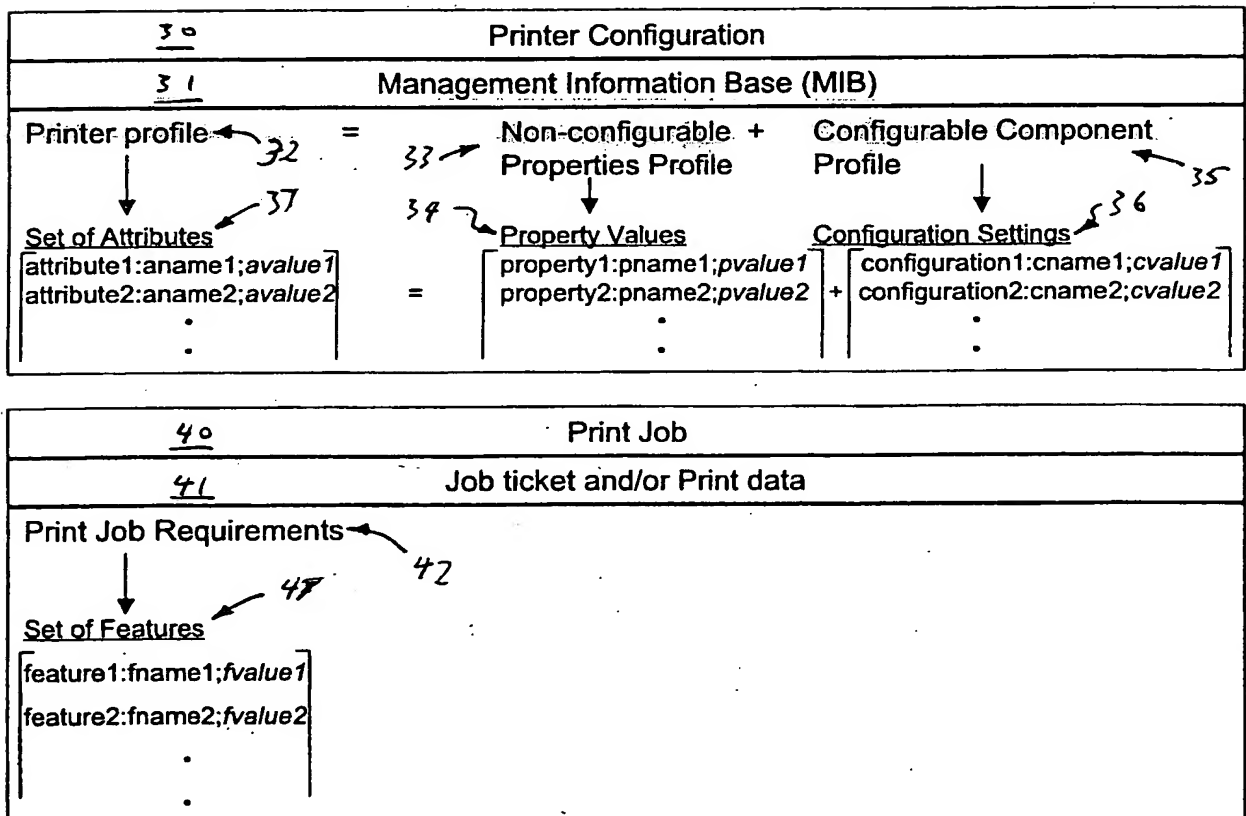 30 Printer Configuration
31 Management Information Base (MIB)
Printer profile 32 = 33 Non-configurable + Configurable Component
Properties Profile Profile 35
37 34 36
Set of Attributes Property Values Configuration Settings
attribute1:aname1;avalue1 property1:pname1;pvalue1 configuration1:cname1;cvalue1
attribute2:aname2;avalue2 = property2:pname2;pvalue2 + configuration2:cname2;cvalue2
40 Print Job
41 Job ticket and/or Print data
Print Job Requirements
42
Set of Features
feature1:fname1;fvalue1
feature2:fname2;fvalue2